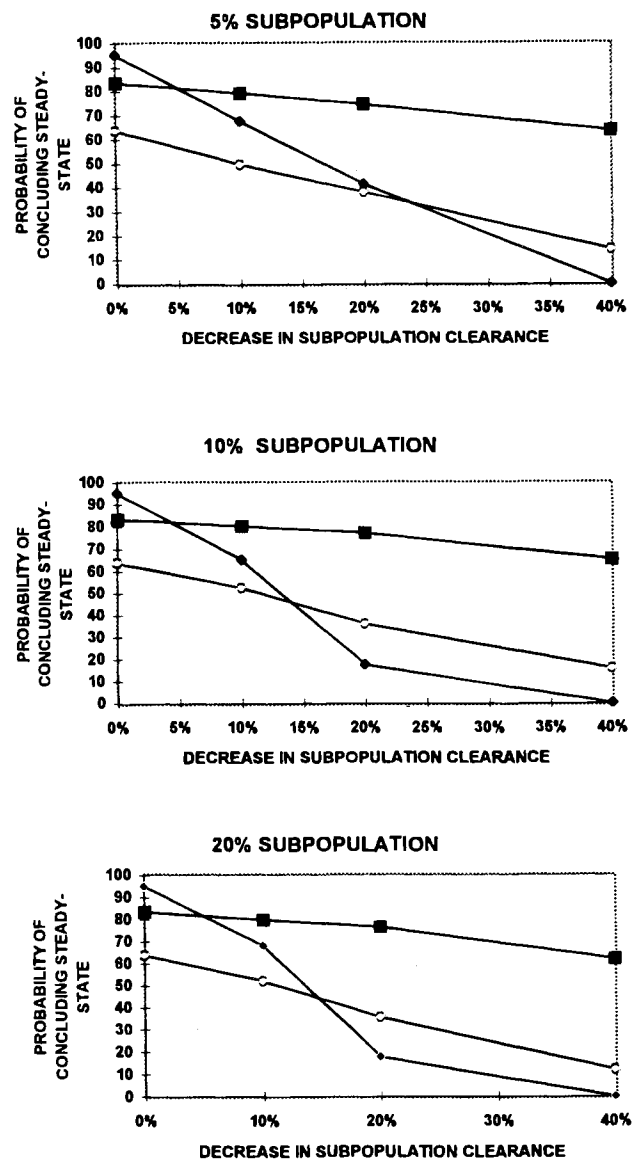 5% SUBPOPULATION
PROBABILITY OF
CONCLUDING STEADY-
STATE
100
90
80
70
60
50
40
30
20
10
0
0% 5% 10% 15% 20% 25% 30% 35% 40%
DECREASE IN SUBPOPULATION CLEARANCE
10% SUBPOPULATION
PROBABILITY OF
CONCLUDING STEADY-
STATE
100
90
80
70
60
50
40
30
20
10
0
0% 5% 10% 15% 20% 25% 30% 35% 40%
DECREASE IN SUBPOPULATION CLEARANCE
20% SUBPOPULATION
PROBABILITY OF
CONCLUDING STEADY-
STATE
100
90
80
70
60
50
40
30
20
10
0
0% 10% 20% 30% 40%
DECREASE IN SUBPOPULATION CLEARANCE